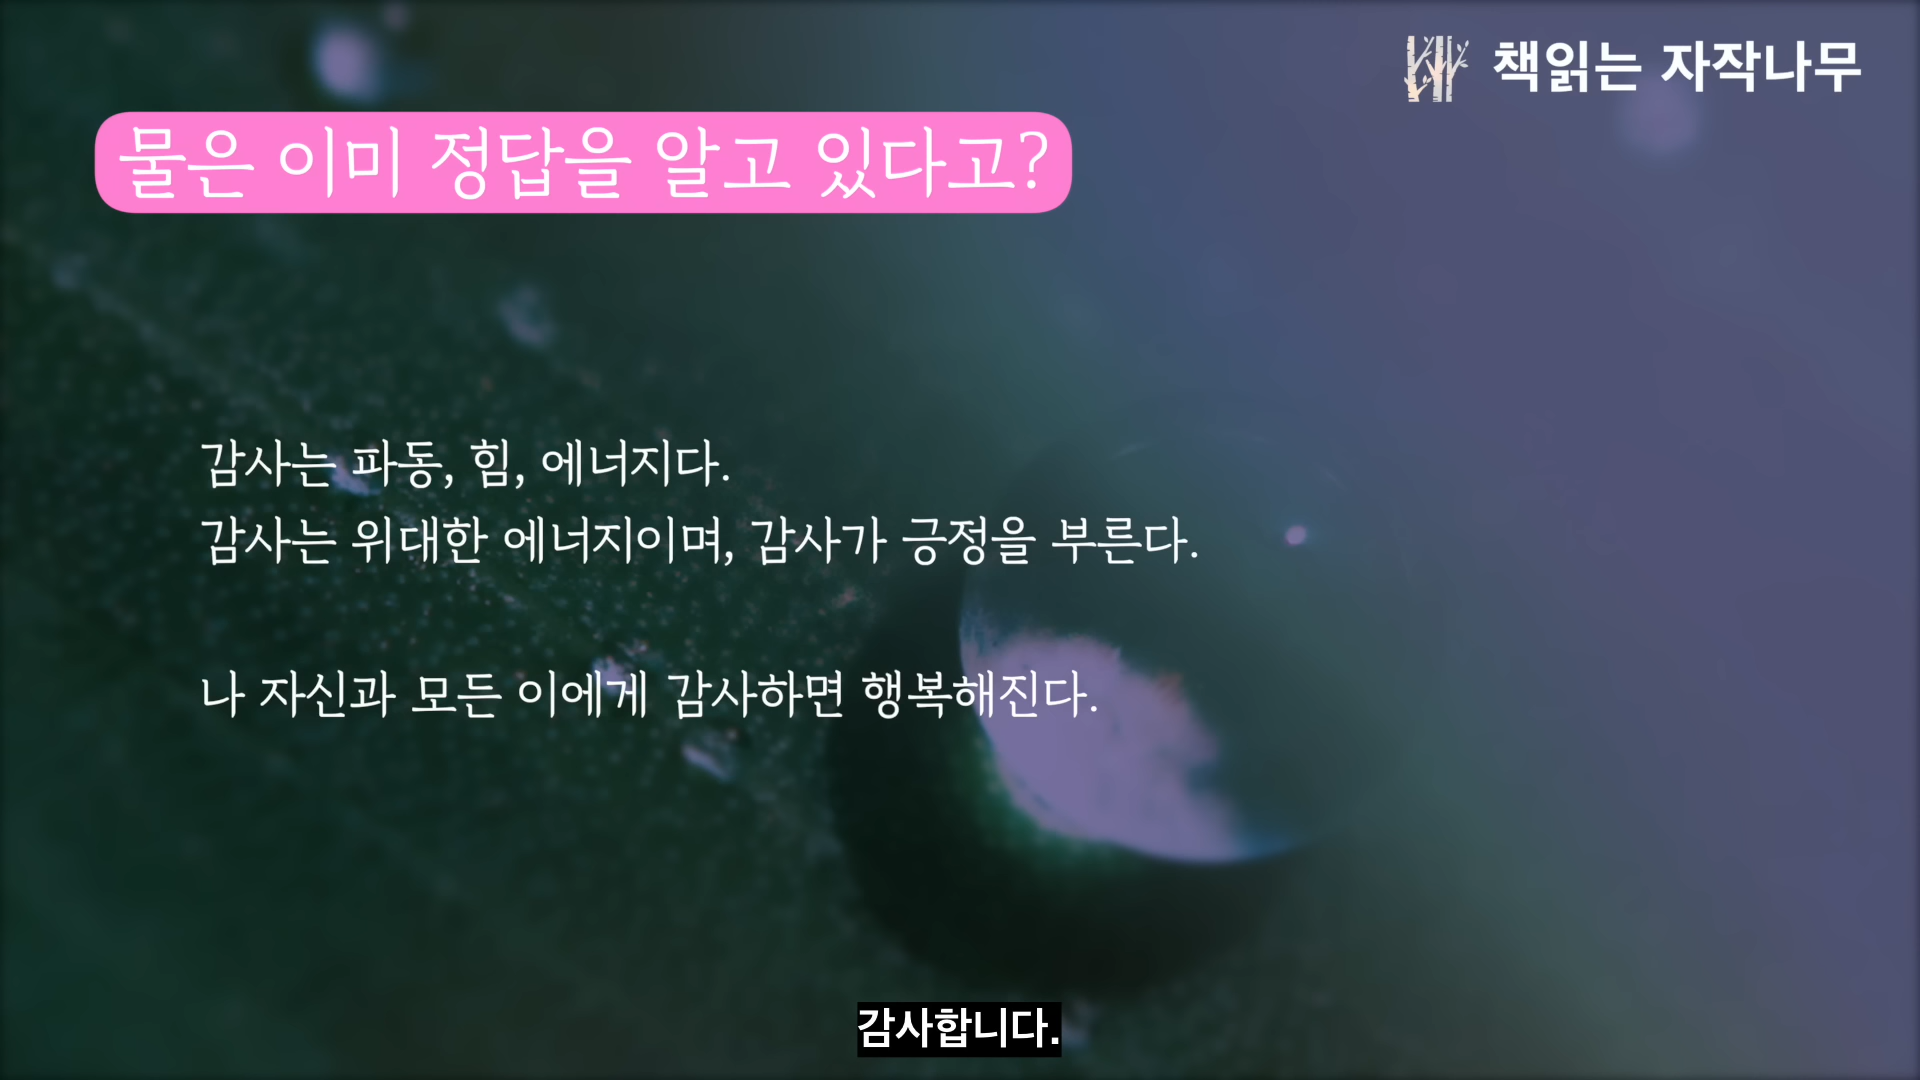 책읽는 자작나무
물은 이미 정답을 알고 있다고?
감사는 파동, 힘, 에너지다.
감사는 위대한 에너지이며, 감사가 긍정을 부른다.
나 자신과 모든 이에게 감사하면 행복해진다.
감사합니다.